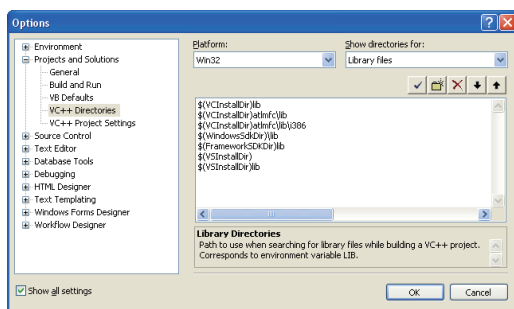 Options
Environment
Projects and Solutions
General
Build and Run
VB Defaults
VC++ Directories
VC++ Project Settings
Source Control
Text Editor
Database Tools
Debugging
HTML Designer
Text Templating
Windows Forms Designer
Workflow Designer
Show all settings
Platform:
Win32
Show directories for:
Library files
$(VCInstallDir)lib
$(VCInstallDir)atlmfc\lib
$(VCInstallDir)atlmfc\lib\i386
$(WindowsSdkDir)\lib
$(FrameworkSDKDir)lib
$(VSInstallDir)
$(VSInstallDir)lib
Library Directories
Path to use when searching for library files while building a VC++ project.
Corresponds to environment variable LIB.
OK
Cancel